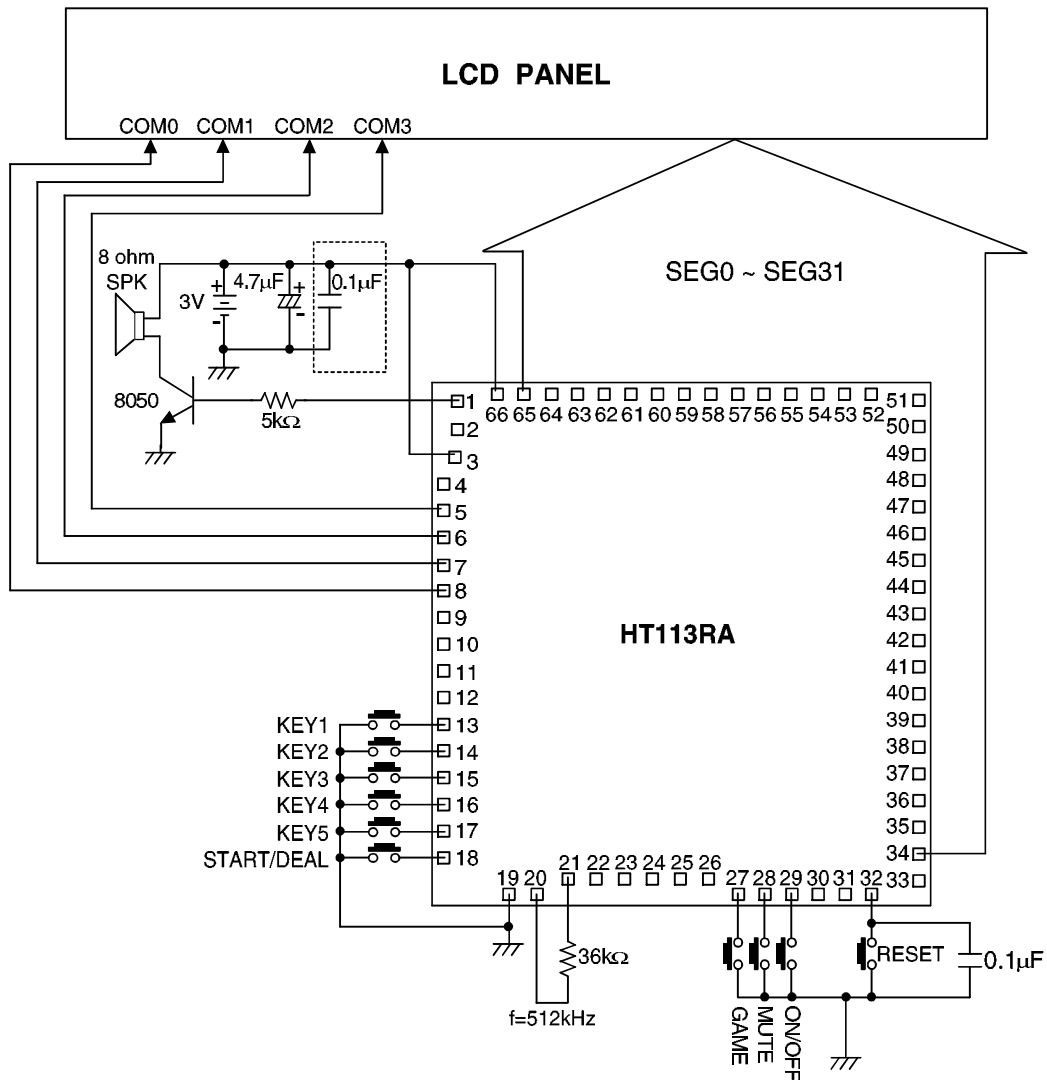 LCD PANEL
COM0 COM1 COM2 COM3
SEG0 ~ SEG31
8 ohm
SPK
3V
+
-
4.7μF
+
-
0.1μF
8050
5kΩ
HT113RA
1
2
3
4
5
6
7
8
9
10
11
12
13
14
15
16
17
18
66 65 64 63 62 61 60 59 58 57 56 55 54 53 52
51
50
49
48
47
46
45
44
43
42
41
40
39
38
37
36
35
34
33
KEY1
KEY2
KEY3
KEY4
KEY5
START/DEAL
19 20 21 22 23 24 25 26 27 28 29 30 31 32
36kΩ
f=512kHz
RESET
0.1μF
GAME
MUTE
ON/OFF